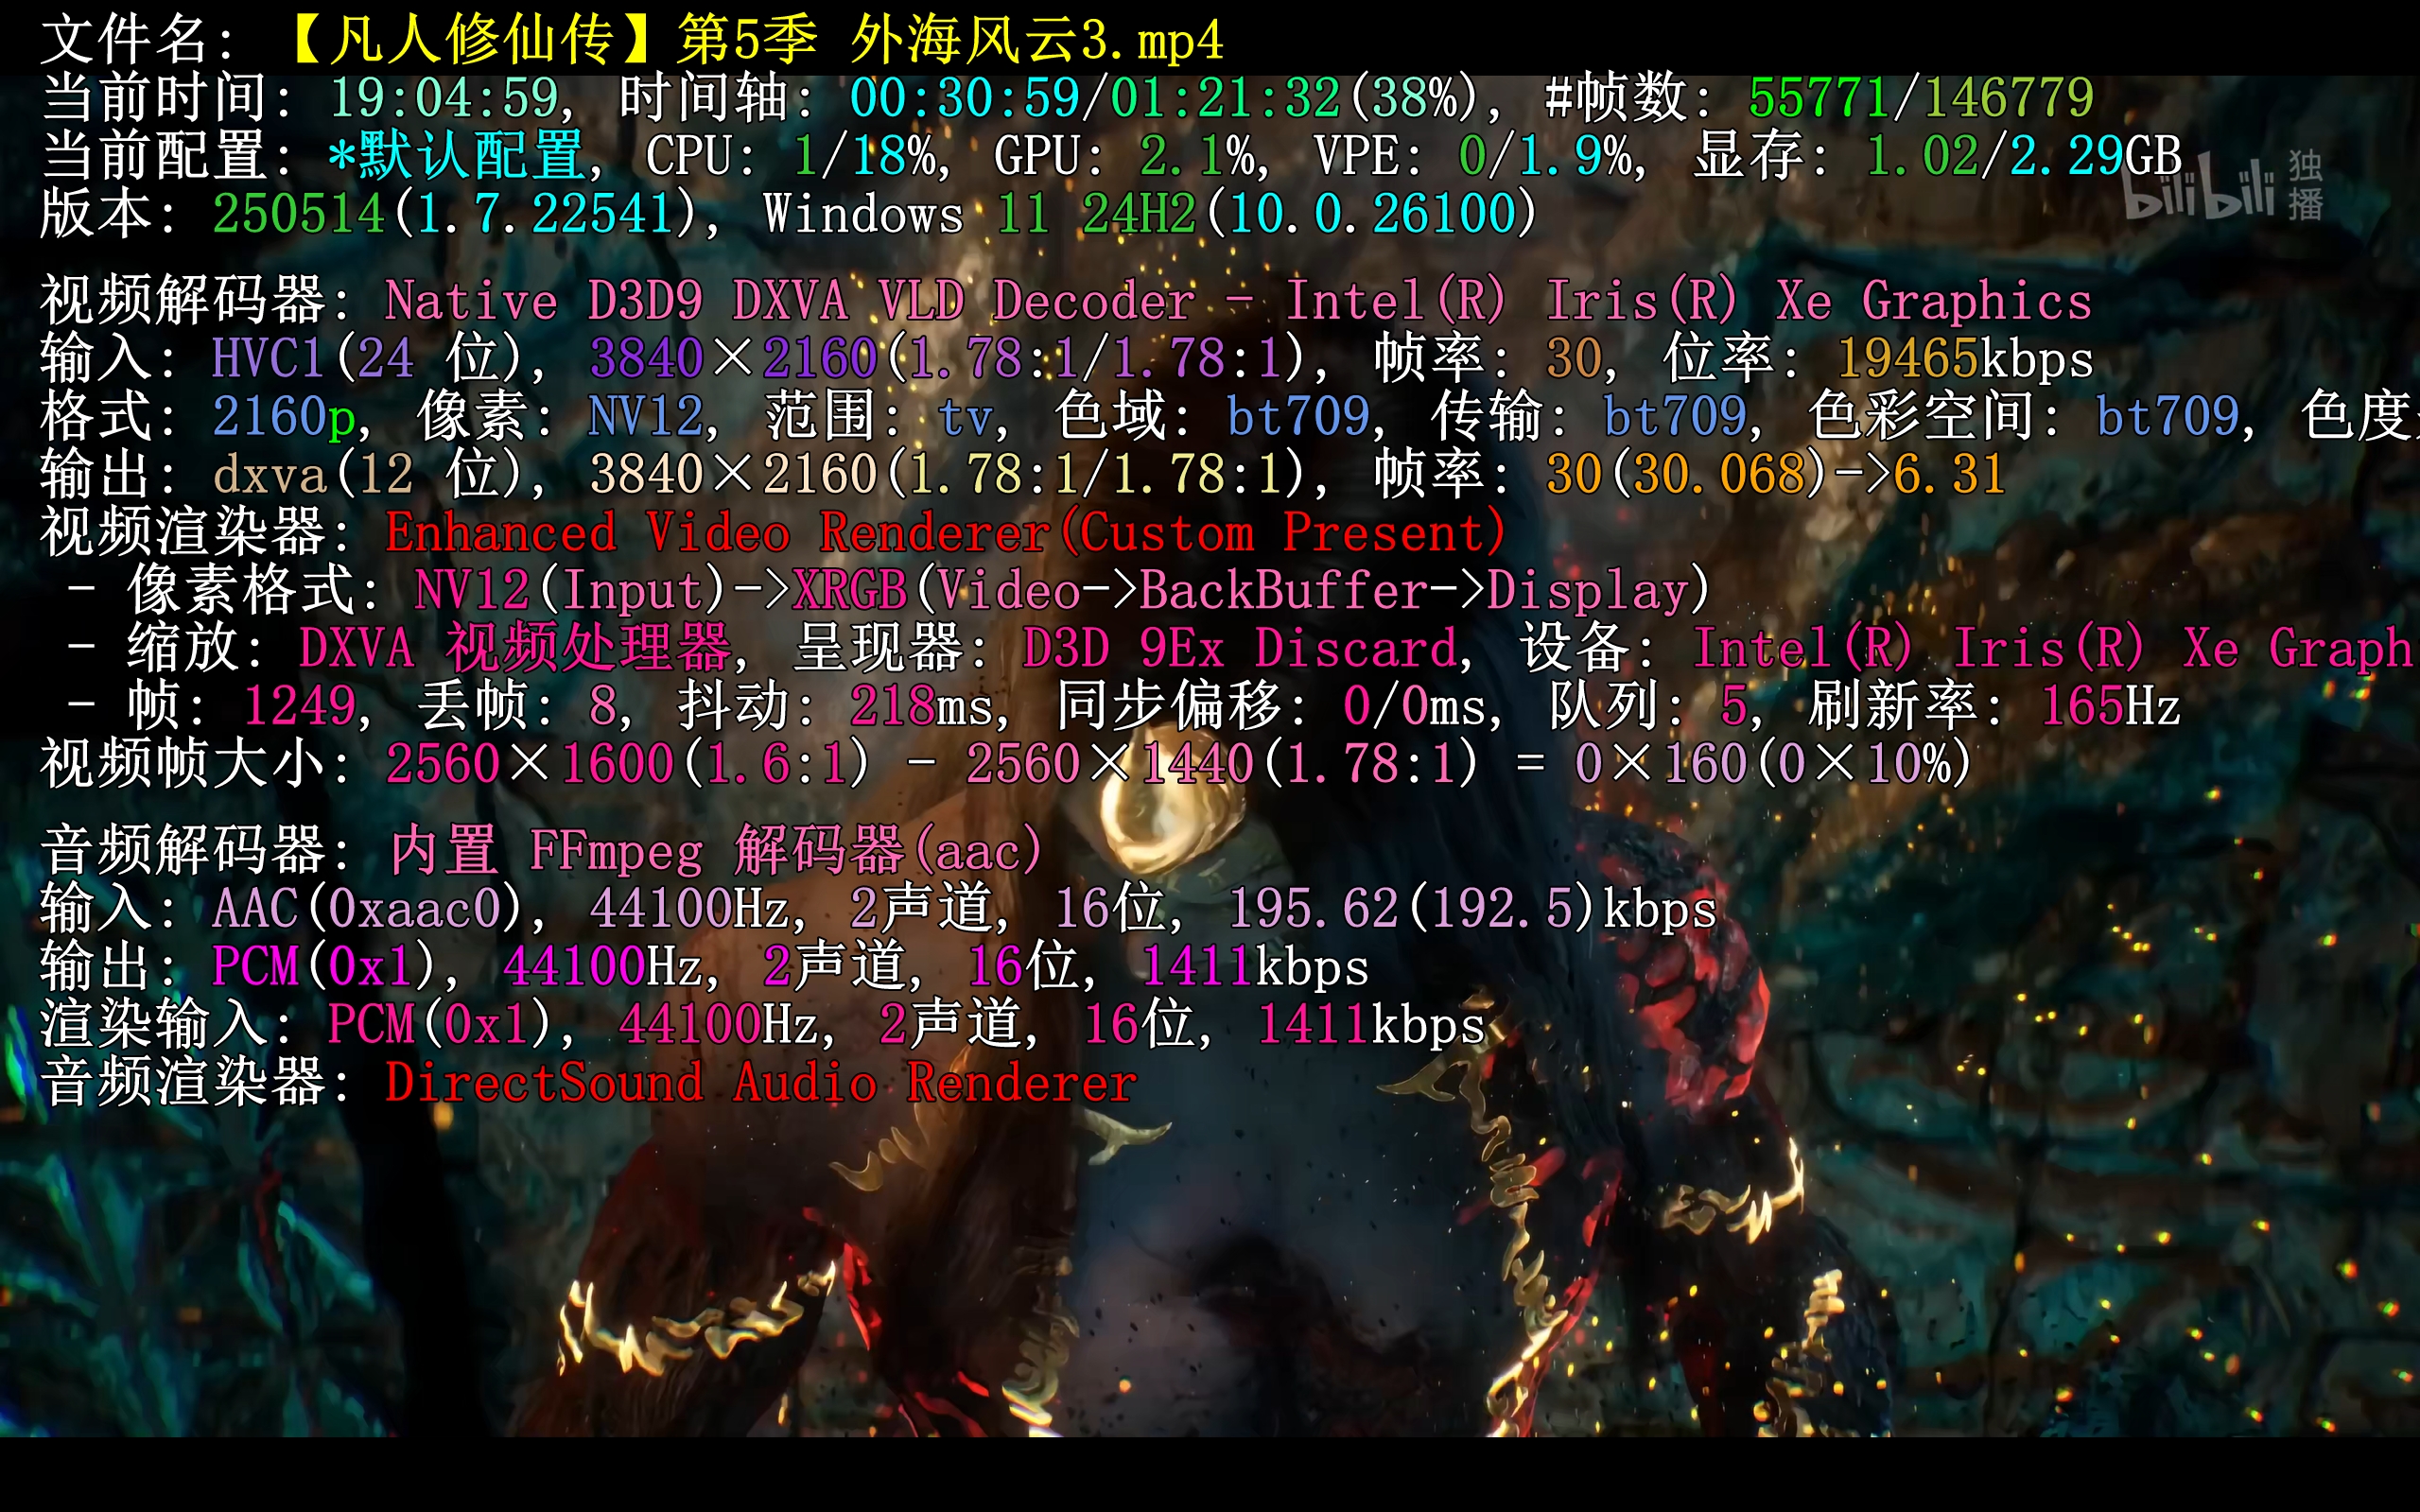 文件名: 【凡人修仙传】第5季 外海风云3.mp4
当前时间: 19:04:59, 时间轴: 00:30:59/01:21:32(38%), #帧数: 55771/146779
当前配置: *默认配置, CPU: 1/18%, GPU: 2.1%, VPE: 0/1.9%, 显存: 1.02/2.29GB
bilibili 独播
版本: 250514(1.7.22541), Windows 11 24H2(10.0.26100)
视频解码器: Native D3D9 DXVA VLD Decoder - Intel(R) Iris(R) Xe Graphics
输入: HVC1(24 位), 3840×2160(1.78:1/1.78:1), 帧率: 30, 位率: 19465kbps
格式: 2160p, 像素: NV12, 范围: tv, 色域: bt709, 传输: bt709, 色彩空间: bt709, 色度
输出: dxva(12 位), 3840×2160(1.78:1/1.78:1), 帧率: 30(30.068)->6.31
视频渲染器: Enhanced Video Renderer(Custom Present)
- 像素格式: NV12(Input)->XRGB(Video->BackBuffer->Display)
- 缩放: DXVA 视频处理器, 呈现器: D3D 9Ex Discard, 设备: Intel(R) Iris(R) Xe Graph
- 帧: 1249, 丢帧: 8, 抖动: 218ms, 同步偏移: 0/0ms, 队列: 5, 刷新率: 165Hz
视频帧大小: 2560×1600(1.6:1) - 2560×1440(1.78:1) = 0×160(0×10%)
音频解码器: 内置 FFmpeg 解码器(aac)
输入: AAC(0xaac0), 44100Hz, 2声道, 16位, 195.62(192.5)kbps
输出: PCM(0x1), 44100Hz, 2声道, 16位, 1411kbps
渲染输入: PCM(0x1), 44100Hz, 2声道, 16位, 1411kbps
音频渲染器: DirectSound Audio Renderer